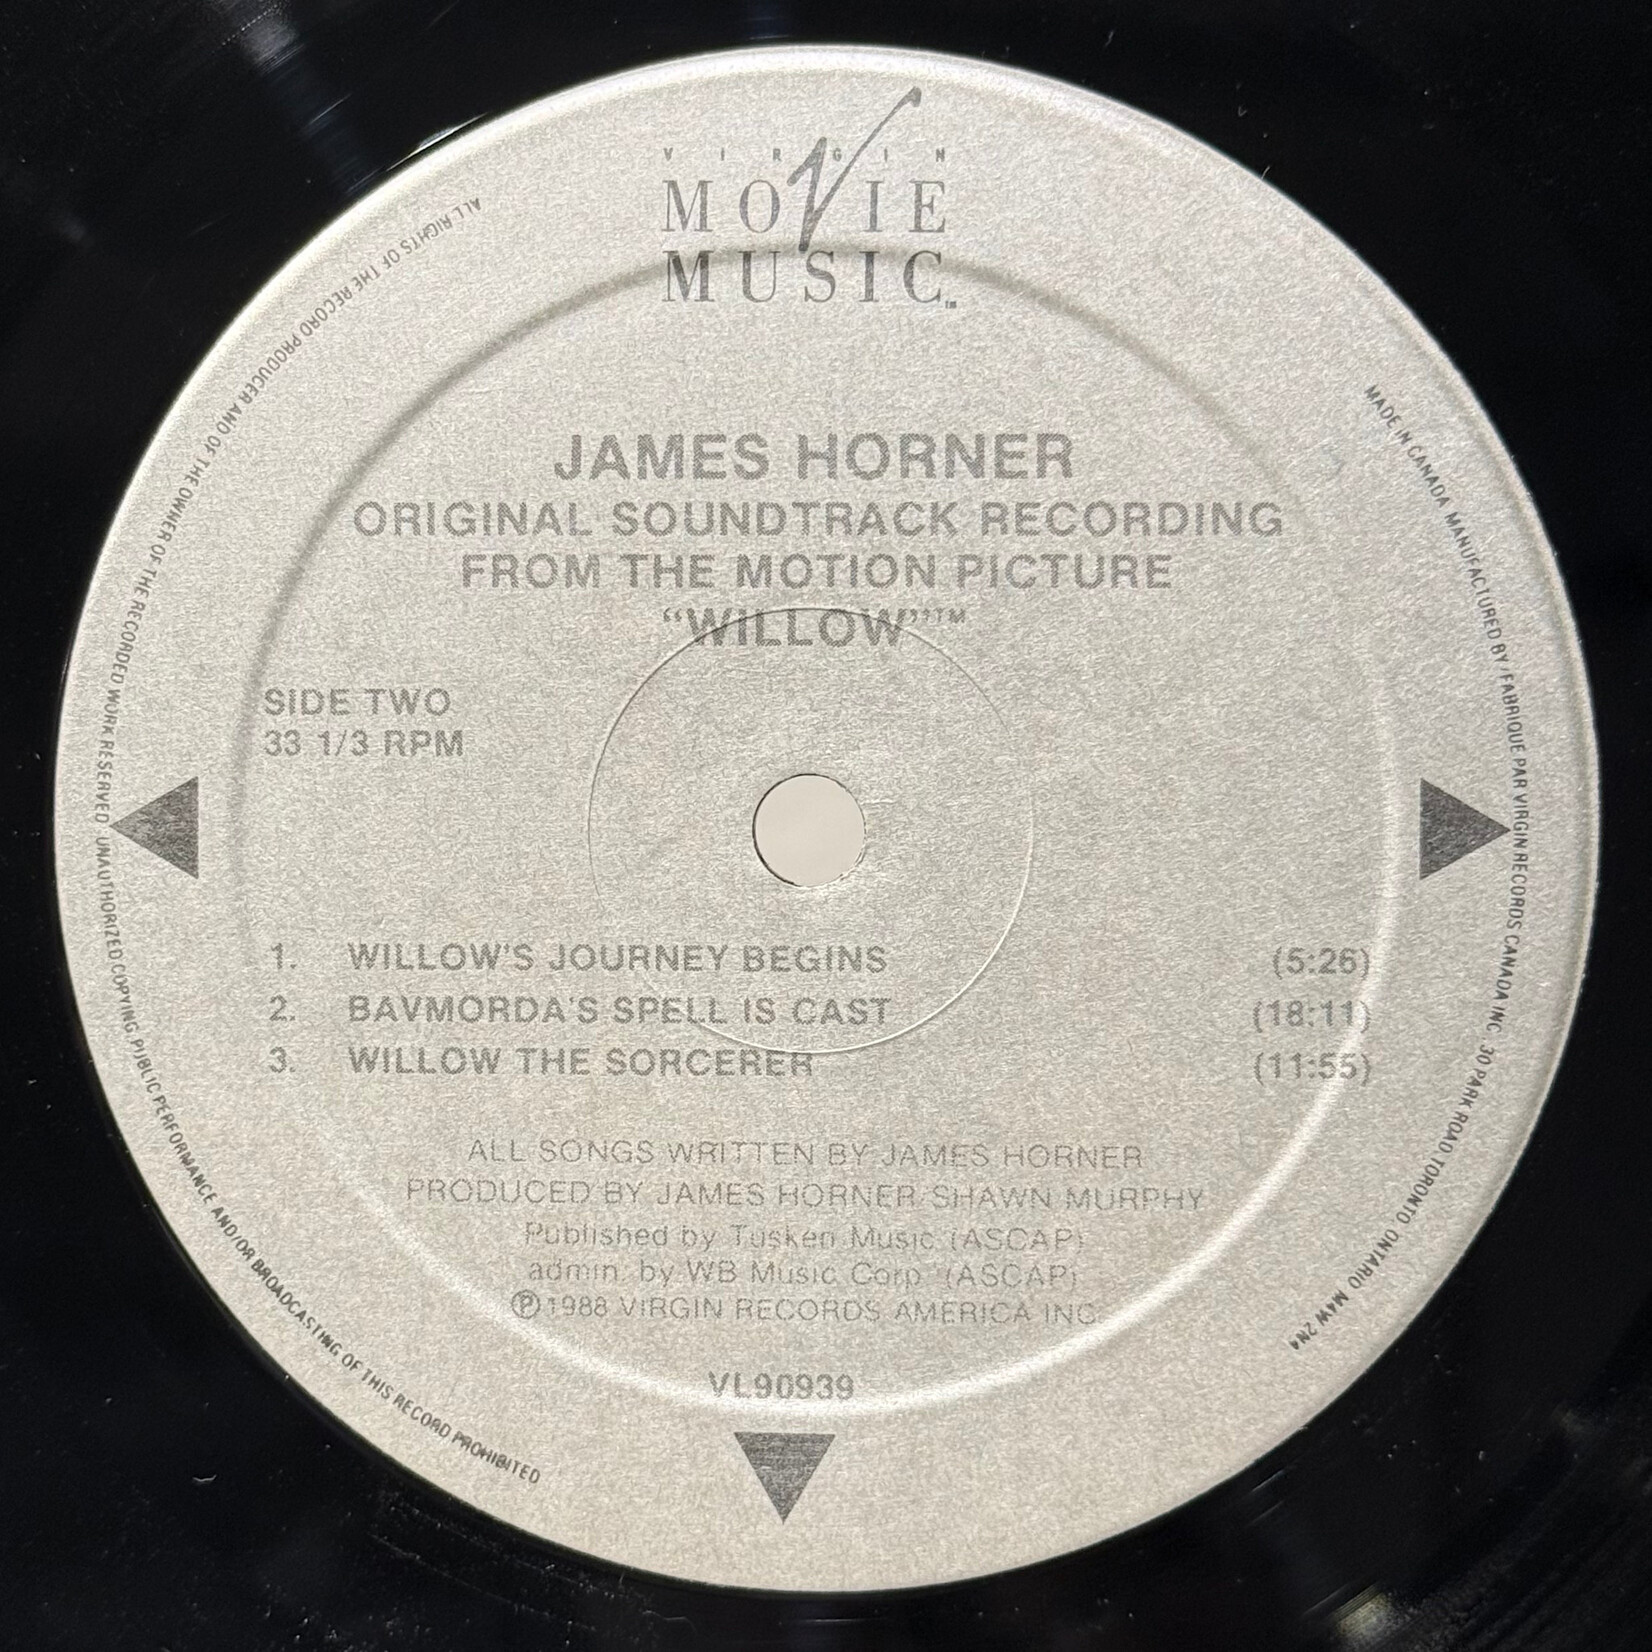 VIRGIN
MOVIE
MUSIC™
JAMES HORNER
ORIGINAL SOUNDTRACK RECORDING
FROM THE MOTION PICTURE
“WILLOW”™
SIDE TWO
33 1/3 RPM
1. WILLOW'S JOURNEY BEGINS (5:26)
2. BAVMORDA'S SPELL IS CAST (18:11)
3. WILLOW THE SORCERER (11:55)
ALL SONGS WRITTEN BY JAMES HORNER
PRODUCED BY JAMES HORNER/SHAWN MURPHY
Published by Tusken Music (ASCAP)
admin. by WB Music Corp. (ASCAP)
Ⓟ1988 VIRGIN RECORDS AMERICA INC.
VL90939
ALL RIGHTS OF THE RECORD PRODUCER AND OF THE OWNER OF THE RECORDED WORK RESERVED. UNAUTHORIZED COPYING PUBLIC PERFORMANCE AND/OR BROADCASTING OF THIS RECORD PROHIBITED
MADE IN CANADA MANUFACTURED BY / FABRIQUE PAR VIRGIN RECORDS CANADA INC. 30 PARK ROAD TORONTO, ONTARIO M4W 2N4